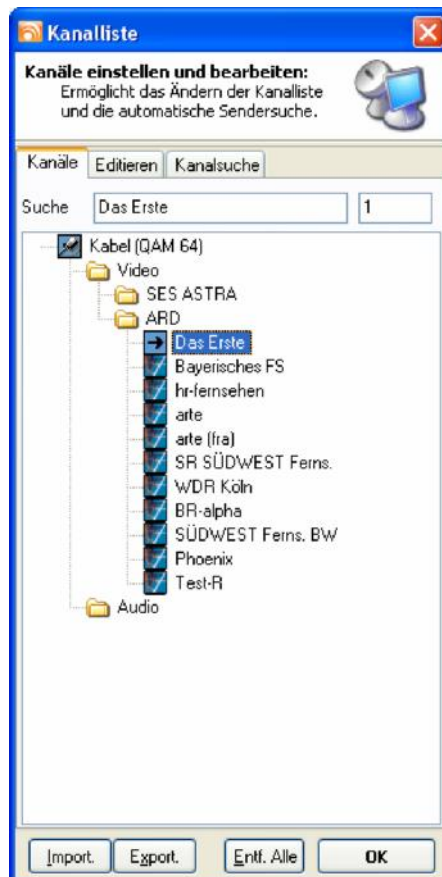 Kanalliste
Kanäle einstellen und bearbeiten:
Ermöglicht das Ändern der Kanalliste
und die automatische Sendersuche.
Kanäle Editieren Kanalsuche
Suche Das Erste 1
Kabel (QAM 64)
Video
SES ASTRA
ARD
Das Erste
Bayerisches FS
hr-fernsehen
arte
arte (fra)
SR SÜDWEST Ferns.
WDR Köln
BR-alpha
SÜDWEST Ferns. BW
Phoenix
Test-R
Audio
Import. Export. Entf. Alle OK